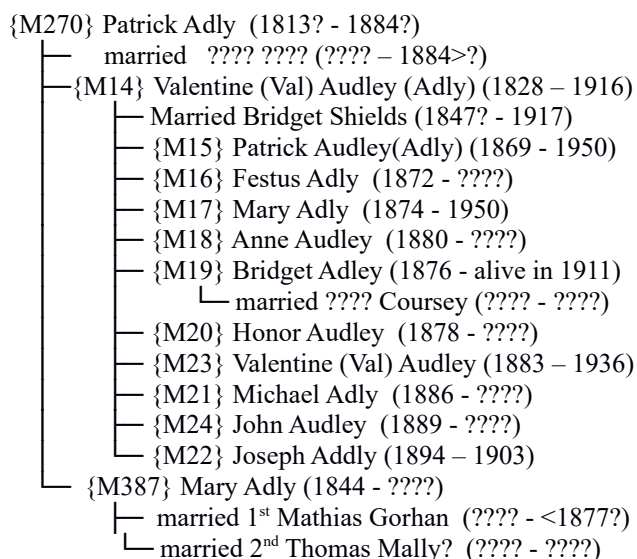 {M270} Patrick Adly (1813? - 1884?)
married ???? ???? (???? – 1884>?)
{M14} Valentine (Val) Audley (Adly) (1828 – 1916)
Married Bridget Shields (1847? - 1917)
{M15} Patrick Audley(Adly) (1869 - 1950)
{M16} Festus Adly (1872 - ????)
{M17} Mary Adly (1874 - 1950)
{M18} Anne Audley (1880 - ????)
{M19} Bridget Adley (1876 - alive in 1911)
married ???? Coursey (???? - ????)
{M20} Honor Audley (1878 - ????)
{M23} Valentine (Val) Audley (1883 – 1936)
{M21} Michael Adly (1886 - ????)
{M24} John Audley (1889 - ????)
{M22} Joseph Addly (1894 – 1903)
{M387} Mary Adly (1844 - ????)
married 1st Mathias Gorhan (???? - <1877?)
married 2nd Thomas Mally? (???? - ????)